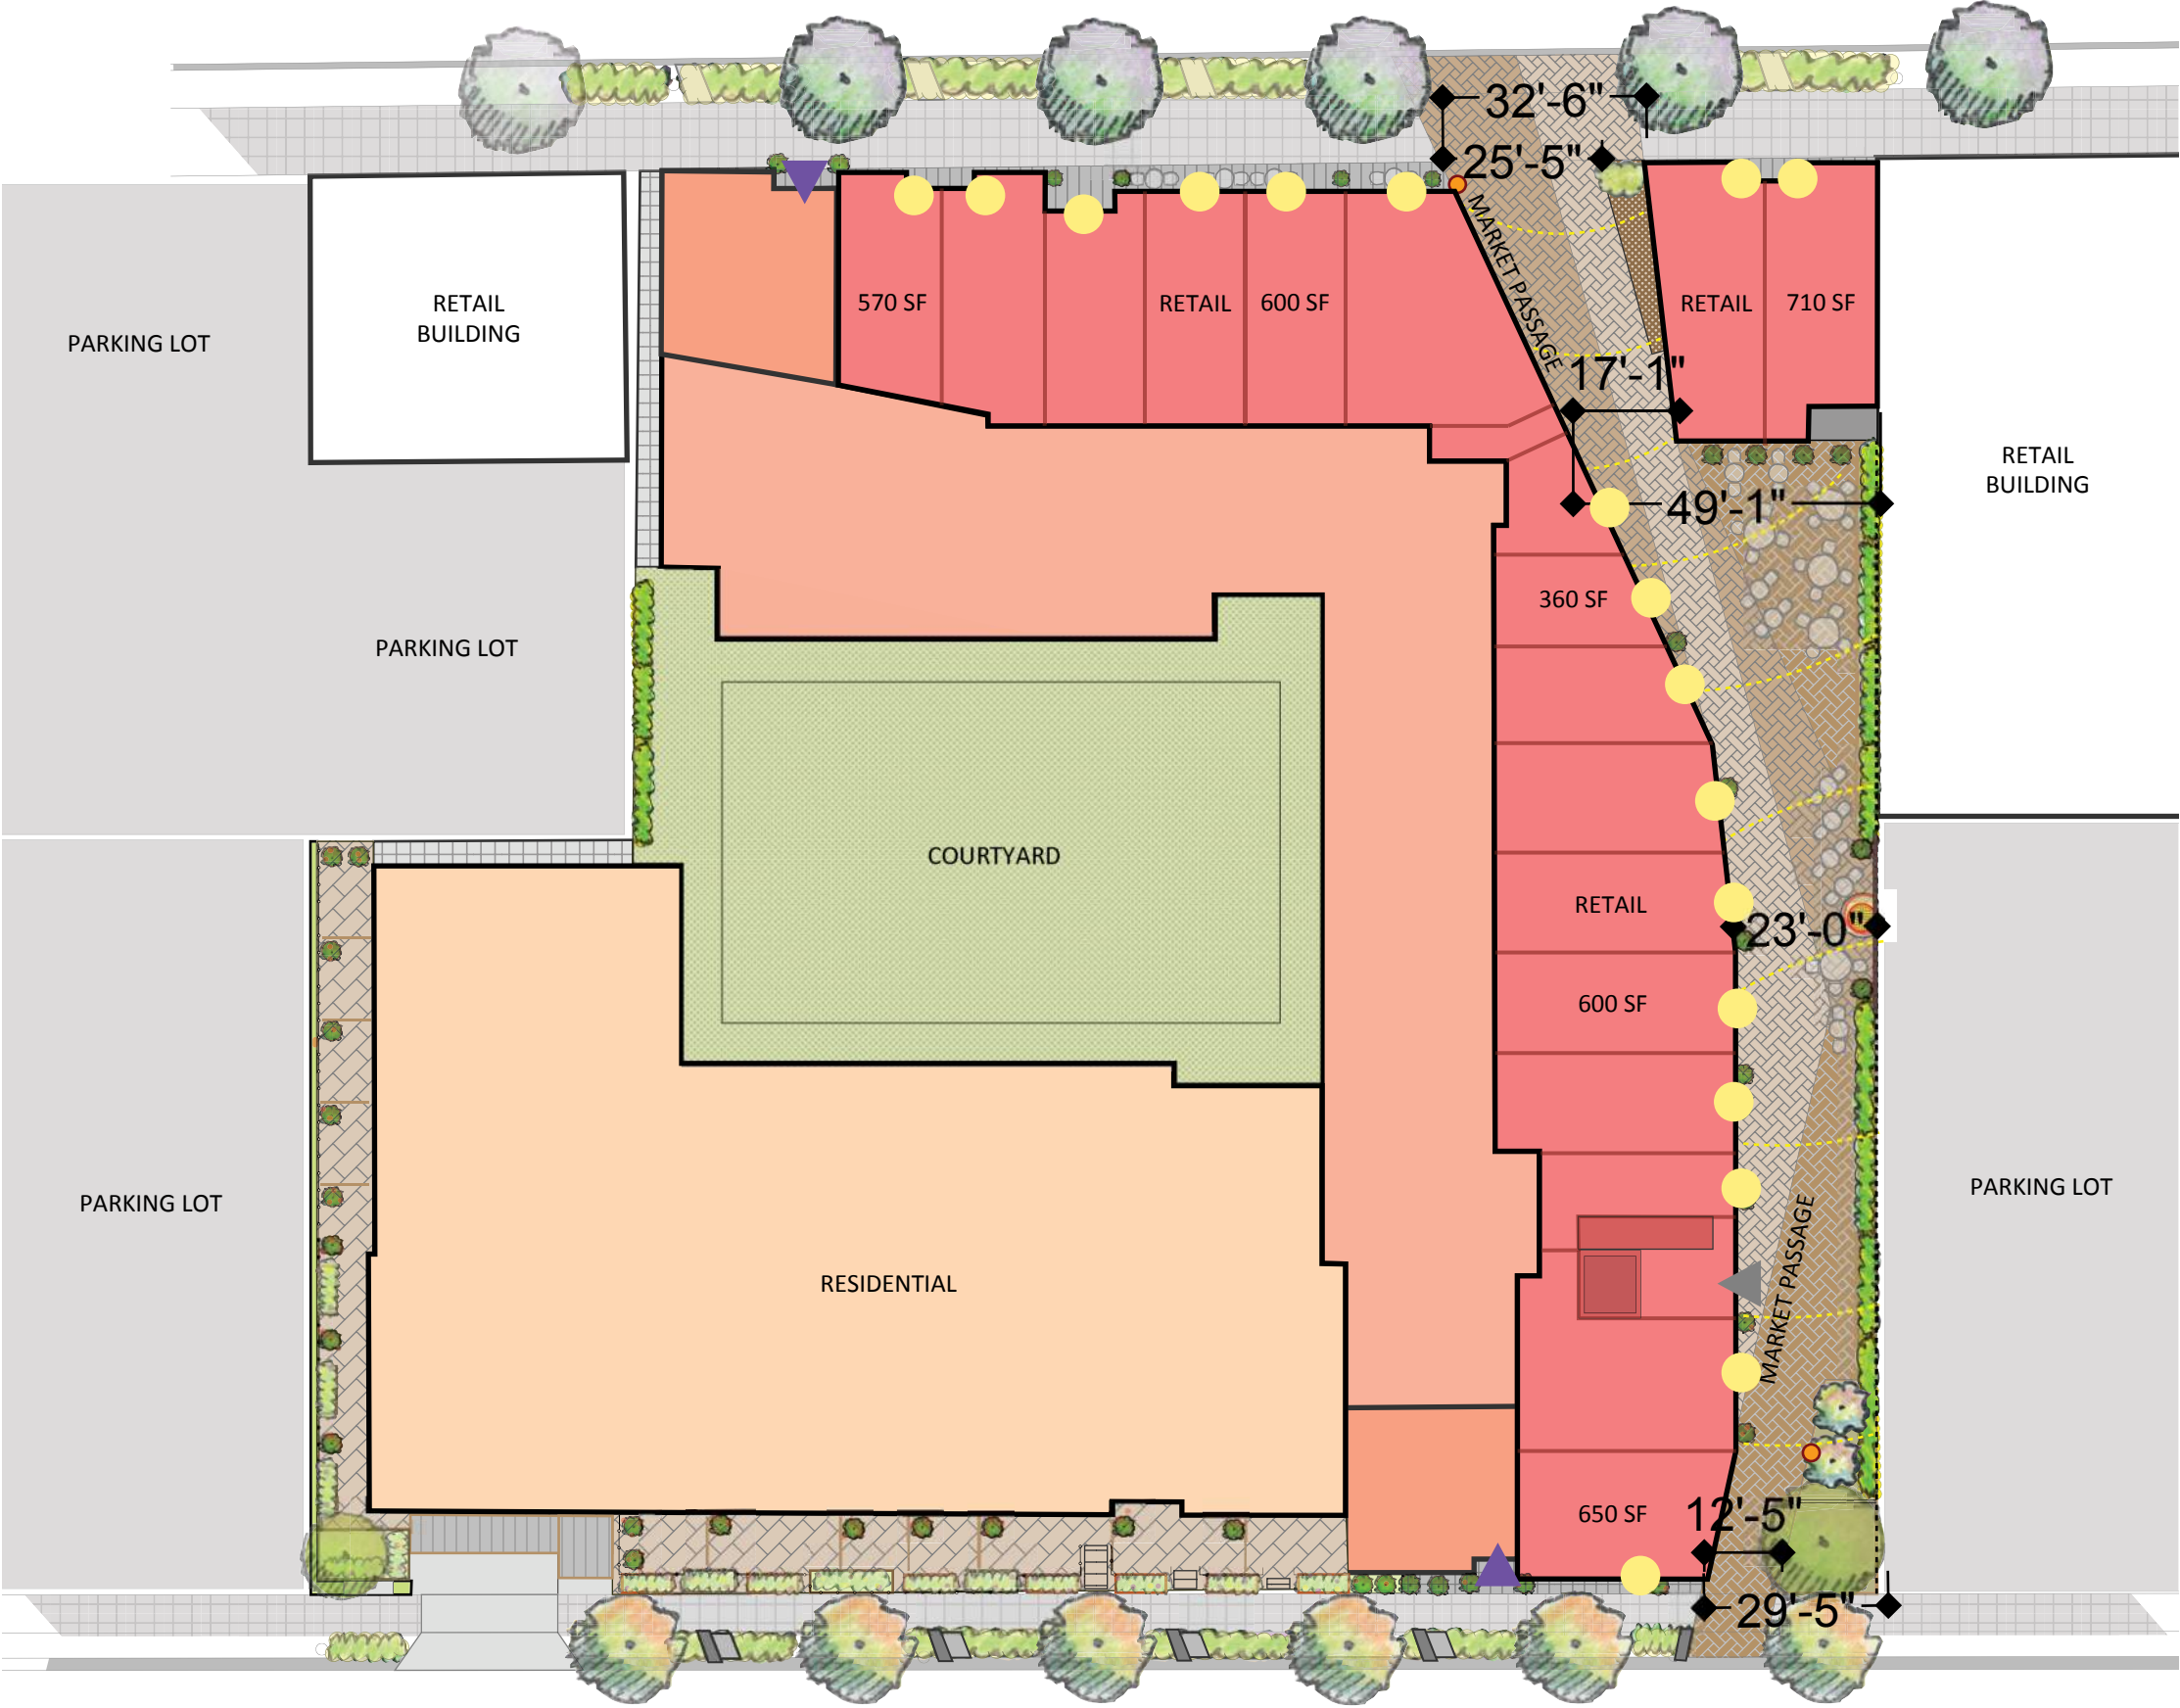 32'-6"
25'-5"
MARKET PASSAGE
RETAIL
BUILDING
570 SF
RETAIL
600 SF
RETAIL
710 SF
PARKING LOT
17'-1"
RETAIL
BUILDING
49'-1"
360 SF
PARKING LOT
COURTYARD
RETAIL
23'-0"
600 SF
PARKING LOT
PARKING LOT
MARKET PASSAGE
RESIDENTIAL
650 SF
12'-5"
29'-5"